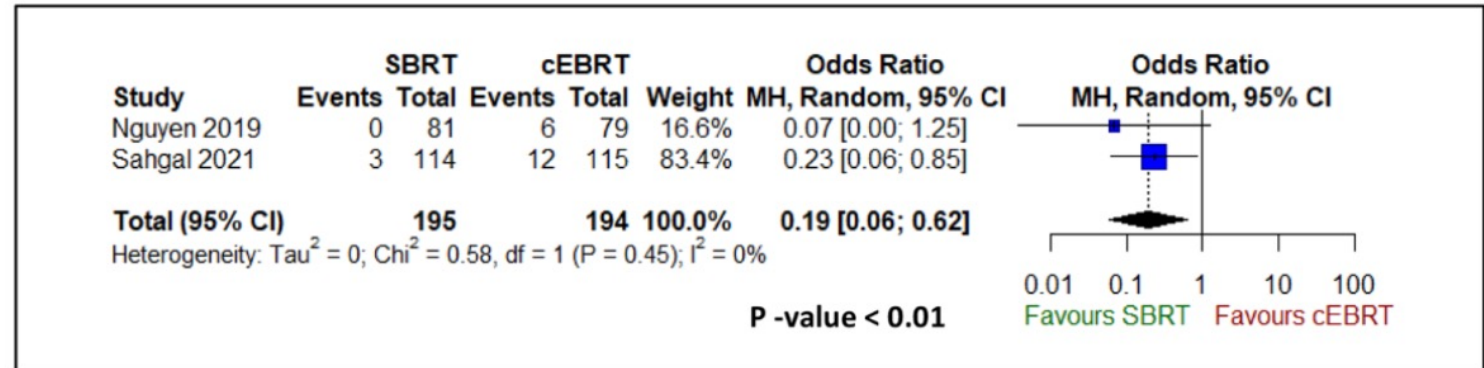 SBRT cEBRT Odds Ratio Odds Ratio
Study Events Total Events Total Weight MH, Random, 95% CI MH, Random, 95% CI
Nguyen 2019 0 81 6 79 16.6% 0.07 [0.00; 1.25]
Sahgal 2021 3 114 12 115 83.4% 0.23 [0.06; 0.85]
Total (95% CI) 195 194 100.0% 0.19 [0.06; 0.62]
Heterogeneity: Tau² = 0; Chi² = 0.58, df = 1 (P = 0.45); I² = 0%
0.01 0.1 1 10 100
P -value < 0.01 Favours SBRT Favours cEBRT